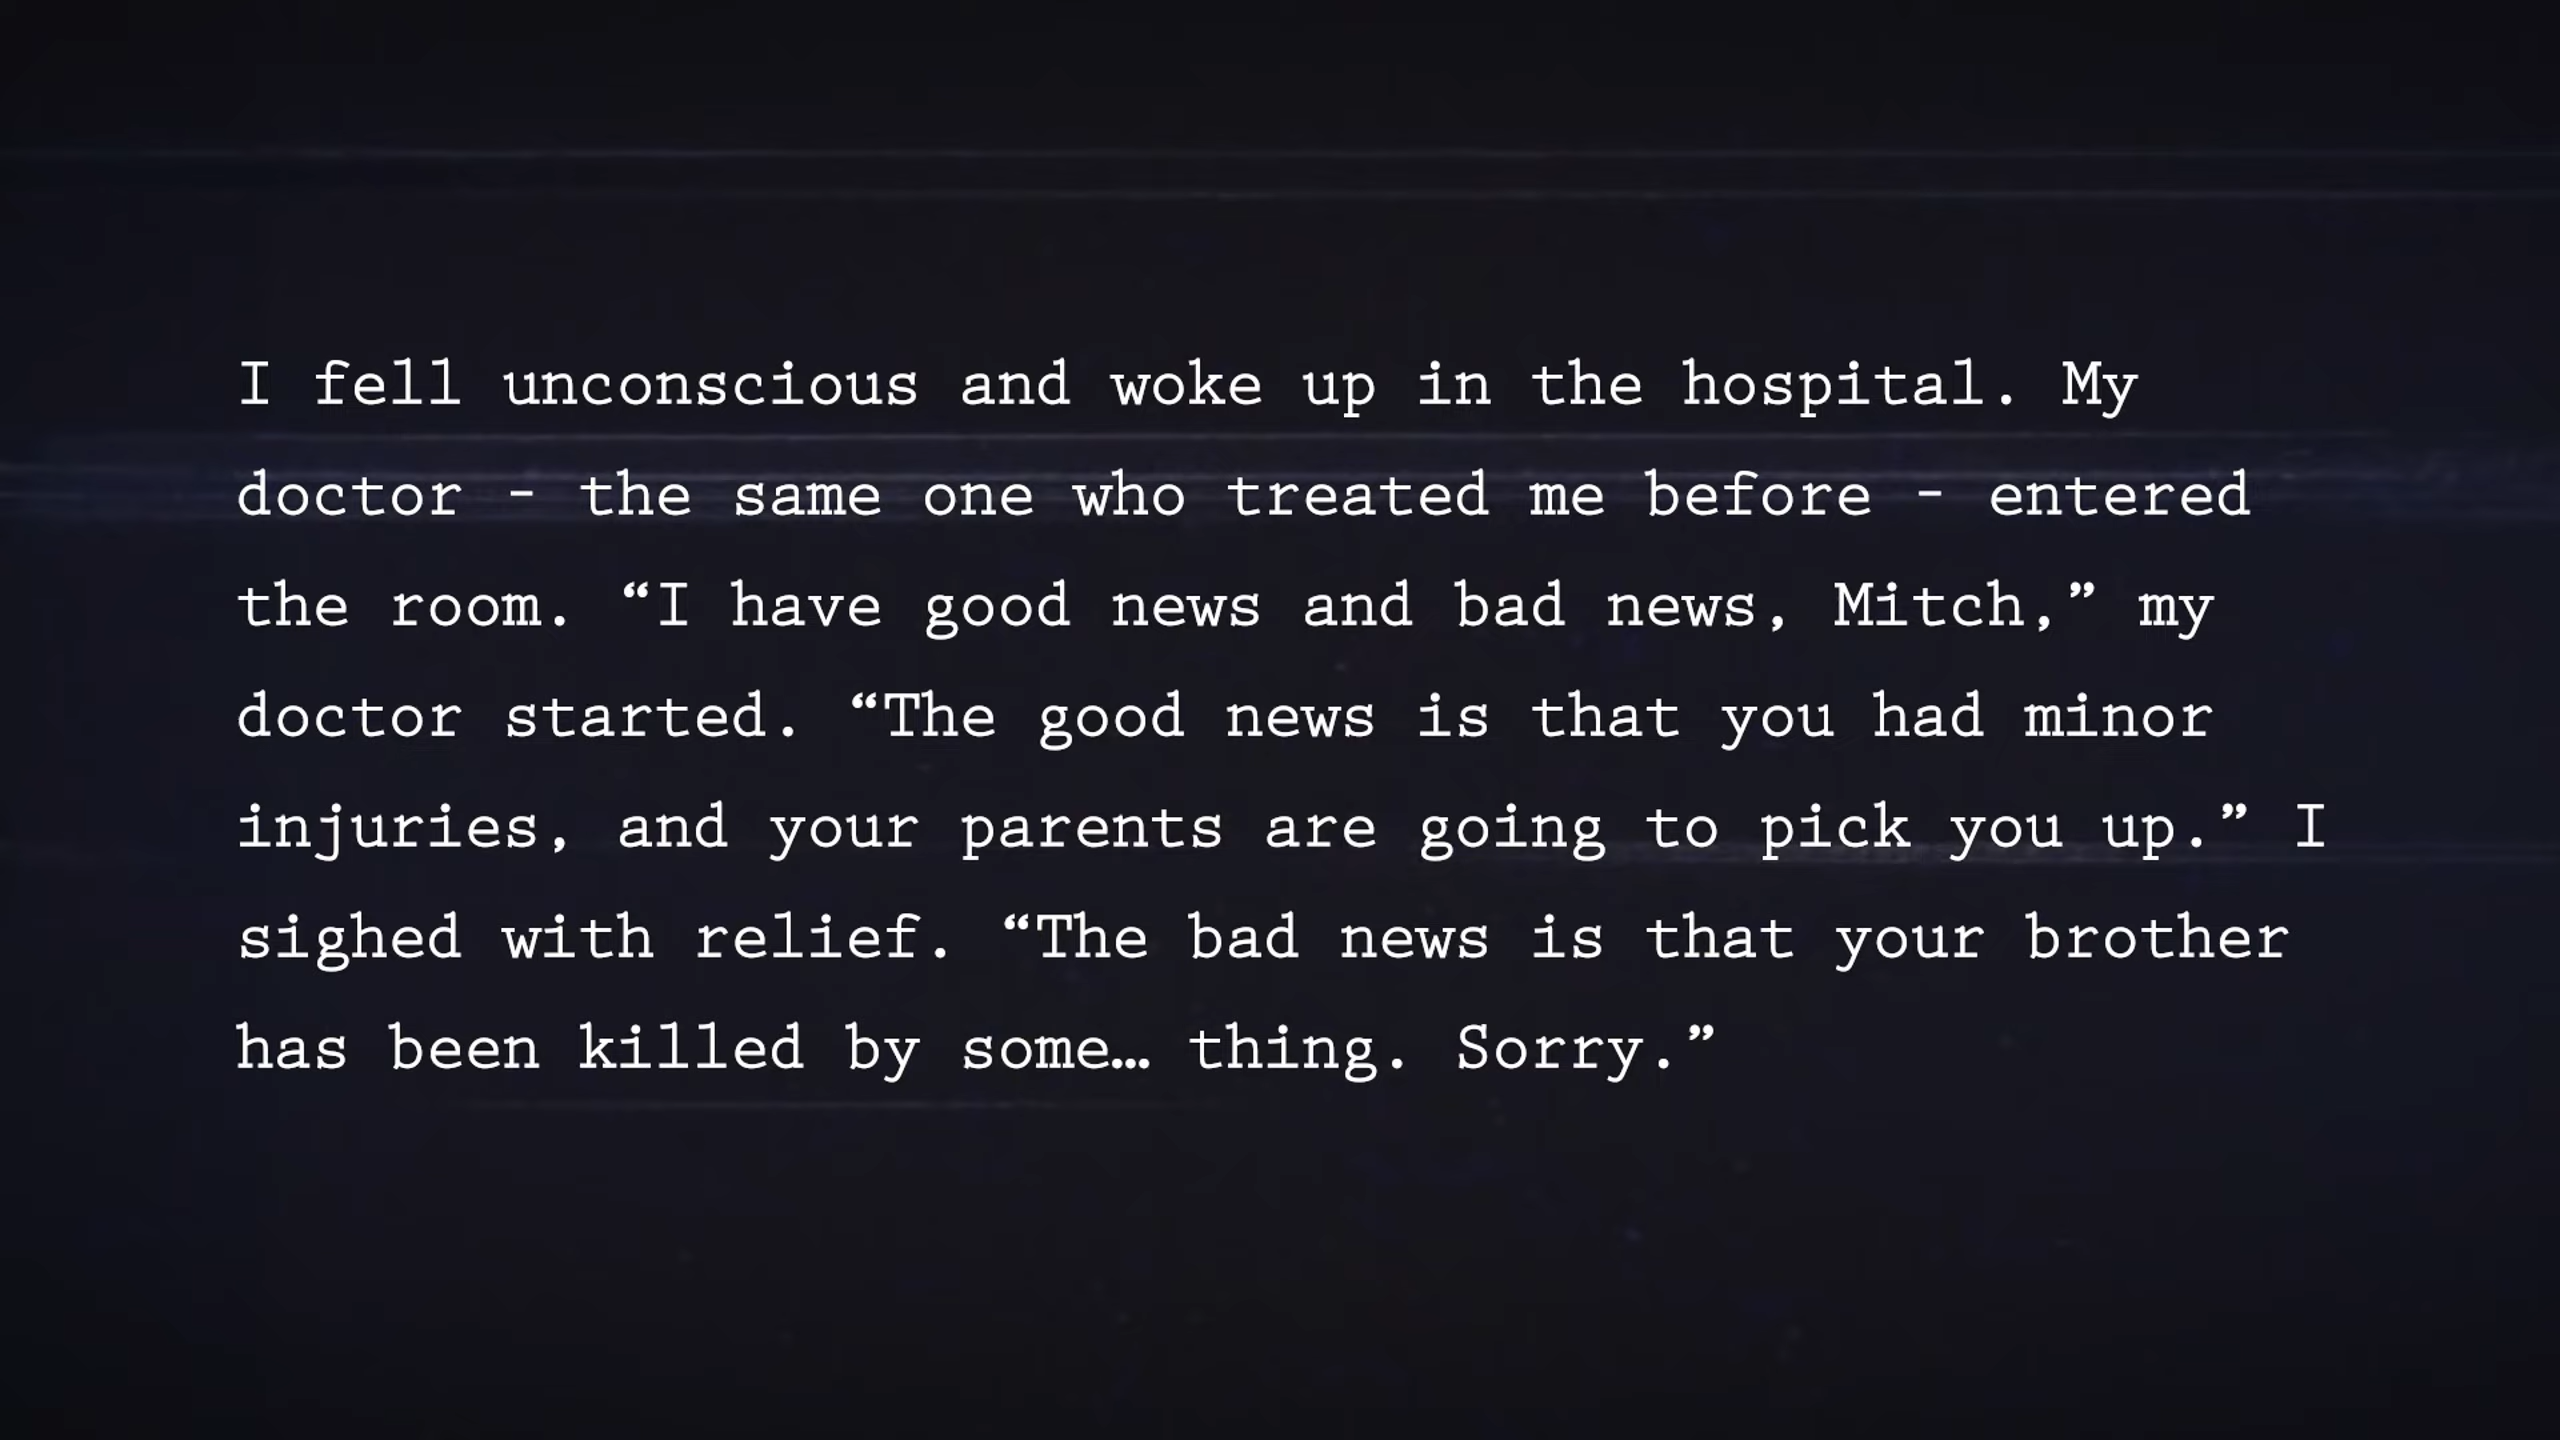 I fell unconscious and woke up in the hospital. My
doctor - the same one who treated me before - entered
the room. “I have good news and bad news, Mitch,” my
doctor started. “The good news is that you had minor
injuries, and your parents are going to pick you up.” I
sighed with relief. “The bad news is that your brother
has been killed by some… thing. Sorry.”